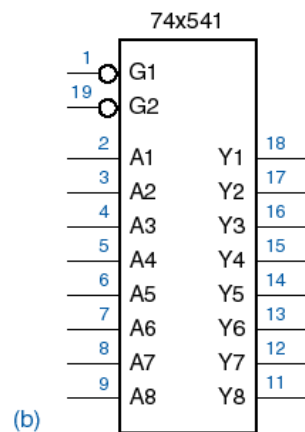 74x541
1 G1
19 G2
2 A1 Y1 18
3 A2 Y2 17
4 A3 Y3 16
5 A4 Y4 15
6 A5 Y5 14
7 A6 Y6 13
8 A7 Y7 12
9 A8 Y8 11
(b)